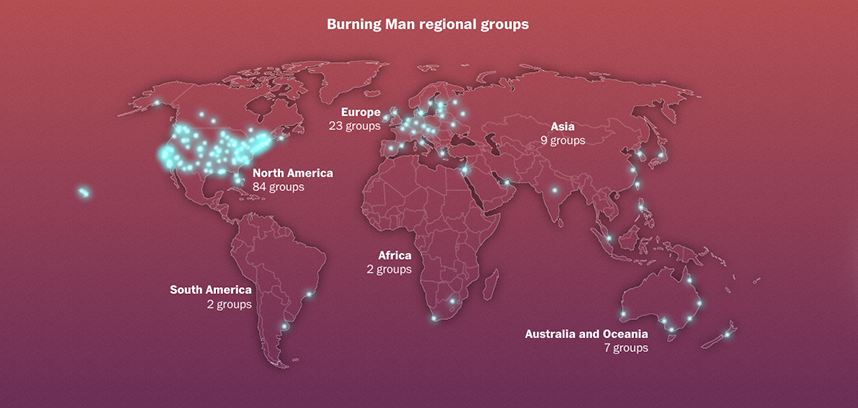 Burning Man regional groups
Europe
23 groups
Asia
9 groups
North America
84 groups
Africa
2 groups
South America
2 groups
Australia and Oceania
7 groups